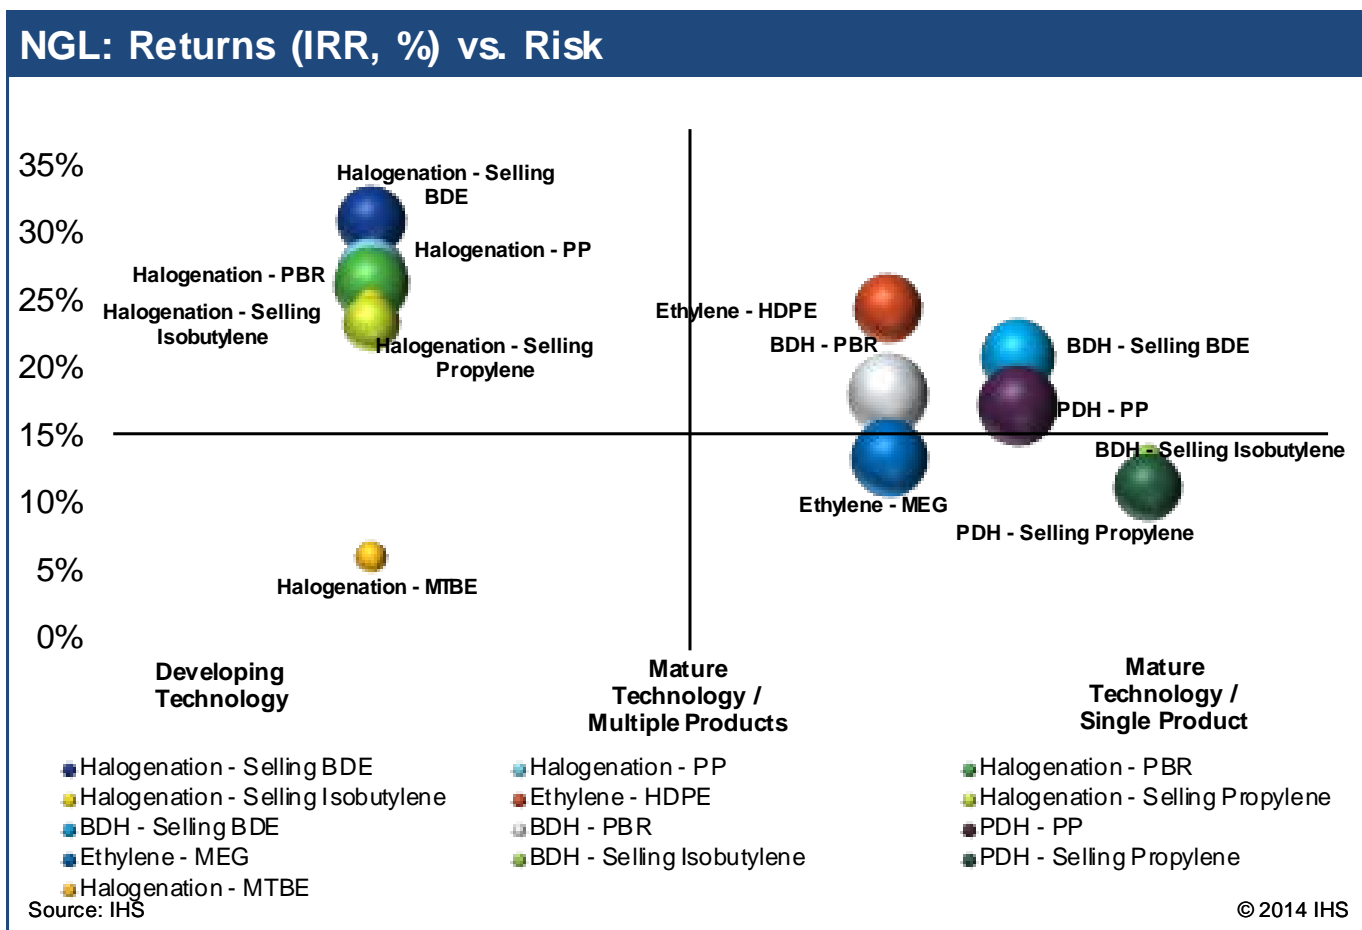 NGL: Returns (IRR, %) vs. Risk
35%
30%
25%
20%
15%
10%
5%
0%
Halogenation - Selling
BDE
Halogenation - PP
Halogenation - PBR
Halogenation - Selling
Isobutylene
Halogenation - Selling
Propylene
Halogenation - MTBE
Ethylene - HDPE
BDH - PBR
BDH - Selling BDE
PDH - PP
BDH - Selling Isobutylene
Ethylene - MEG
PDH - Selling Propylene
Developing
Technology
Mature
Technology /
Multiple Products
Mature
Technology /
Single Product
Halogenation - Selling BDE
Halogenation - PP
Halogenation - PBR
Halogenation - Selling Isobutylene
Ethylene - HDPE
Halogenation - Selling Propylene
BDH - Selling BDE
BDH - PBR
PDH - PP
Ethylene - MEG
BDH - Selling Isobutylene
PDH - Selling Propylene
Halogenation - MTBE
Source: IHS
© 2014 IHS